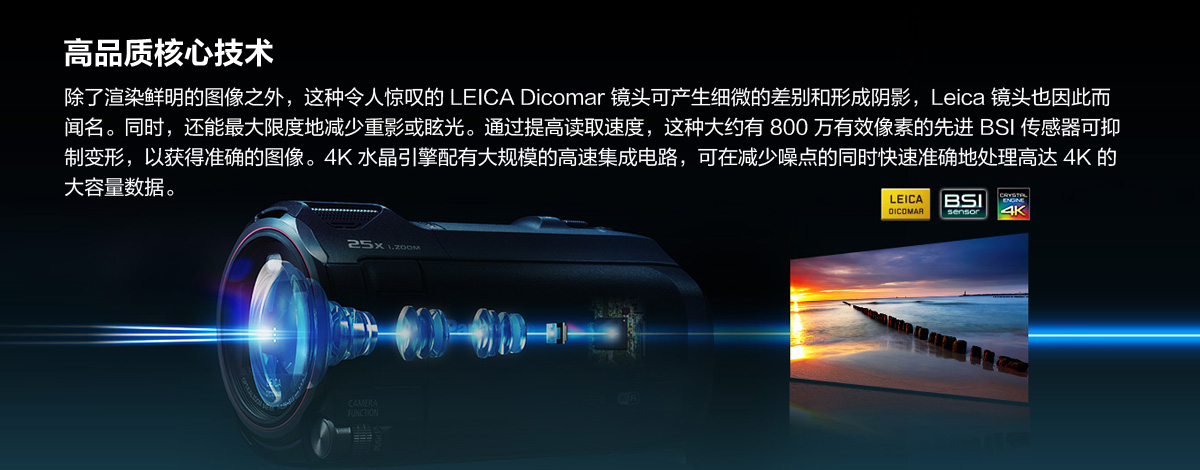 高品质核心技术
除了渲染鲜明的图像之外，这种令人惊叹的 LEICA Dicomar 镜头可产生细微的差别和形成阴影，Leica 镜头也因此而
闻名。同时，还能最大限度地减少重影或眩光。通过提高读取速度，这种大约有 800 万有效像素的先进 BSI 传感器可抑
制变形，以获得准确的图像。4K 水晶引擎配有大规模的高速集成电路，可在减少噪点的同时快速准确地处理高达 4K 的
大容量数据。
LEICA
DICOMAR
BSI
sensor
CRYSTAL
ENGINE
4K
25x i.ZOOM
CAMERA
FUNCTION